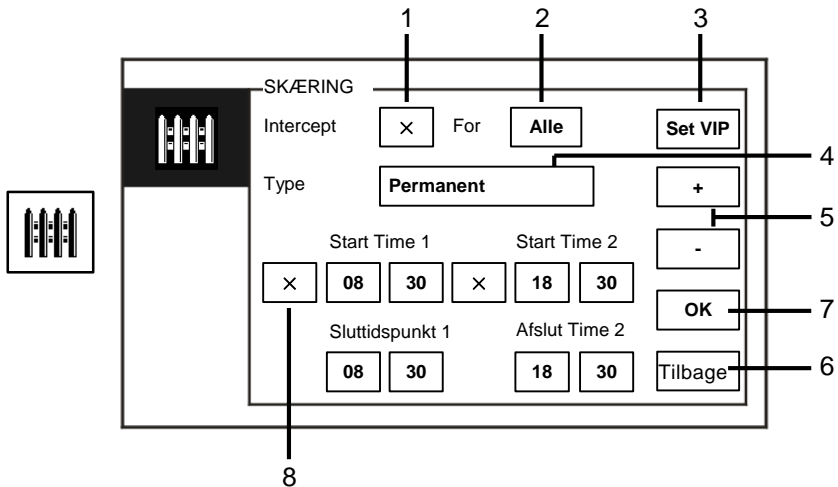 1 2 3
SKÆRING
Intercept × For Alle Set VIP
4
Type Permanent +
5
Start Time 1 Start Time 2 -
× 08 30 × 18 30
OK 7
Sluttidspunkt 1 Afslut Time 2
08 30 18 30 Tilbage 6
8